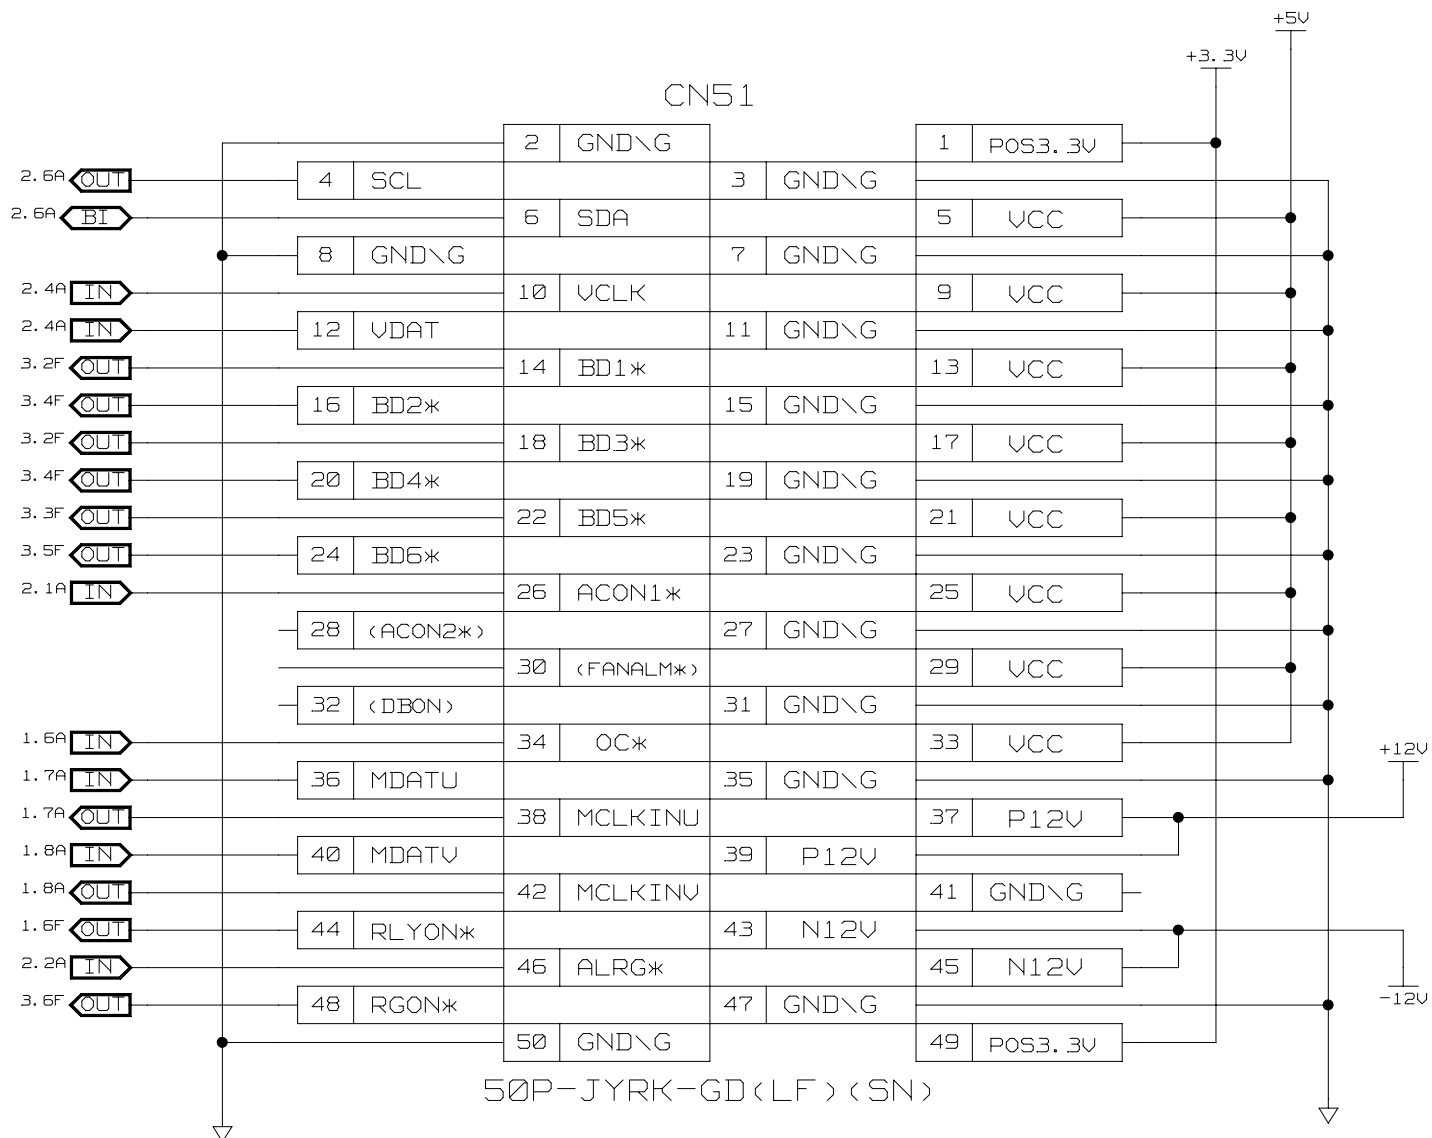 +5V
+3.3V
CN51
2 GND\G 1 POS3.3V
2.6A OUT 4 SCL 3 GND\G
2.6A BI 6 SDA 5 VCC
8 GND\G 7 GND\G
2.4A IN 10 VCLK 9 VCC
2.4A IN 12 VDAT 11 GND\G
3.2F OUT 14 BD1* 13 VCC
3.4F OUT 16 BD2* 15 GND\G
3.2F OUT 18 BD3* 17 VCC
3.4F OUT 20 BD4* 19 GND\G
3.3F OUT 22 BD5* 21 VCC
3.5F OUT 24 BD6* 23 GND\G
2.1A IN 26 ACON1* 25 VCC
28 (ACON2*) 27 GND\G
30 (FANALM*) 29 VCC
32 (DBON) 31 GND\G
1.6A IN 34 OC* 33 VCC
+12V
1.7A IN 36 MDATU 35 GND\G
1.7A OUT 38 MCLKINU 37 P12V
1.8A IN 40 MDATV 39 P12V
1.8A OUT 42 MCLKINV 41 GND\G
1.6F OUT 44 RLYON* 43 N12V
2.2A IN 46 ALRG* 45 N12V
-12V
3.6F OUT 48 RGON* 47 GND\G
50 GND\G 49 POS3.3V
50P-JYRK-GD(LF)(SN)